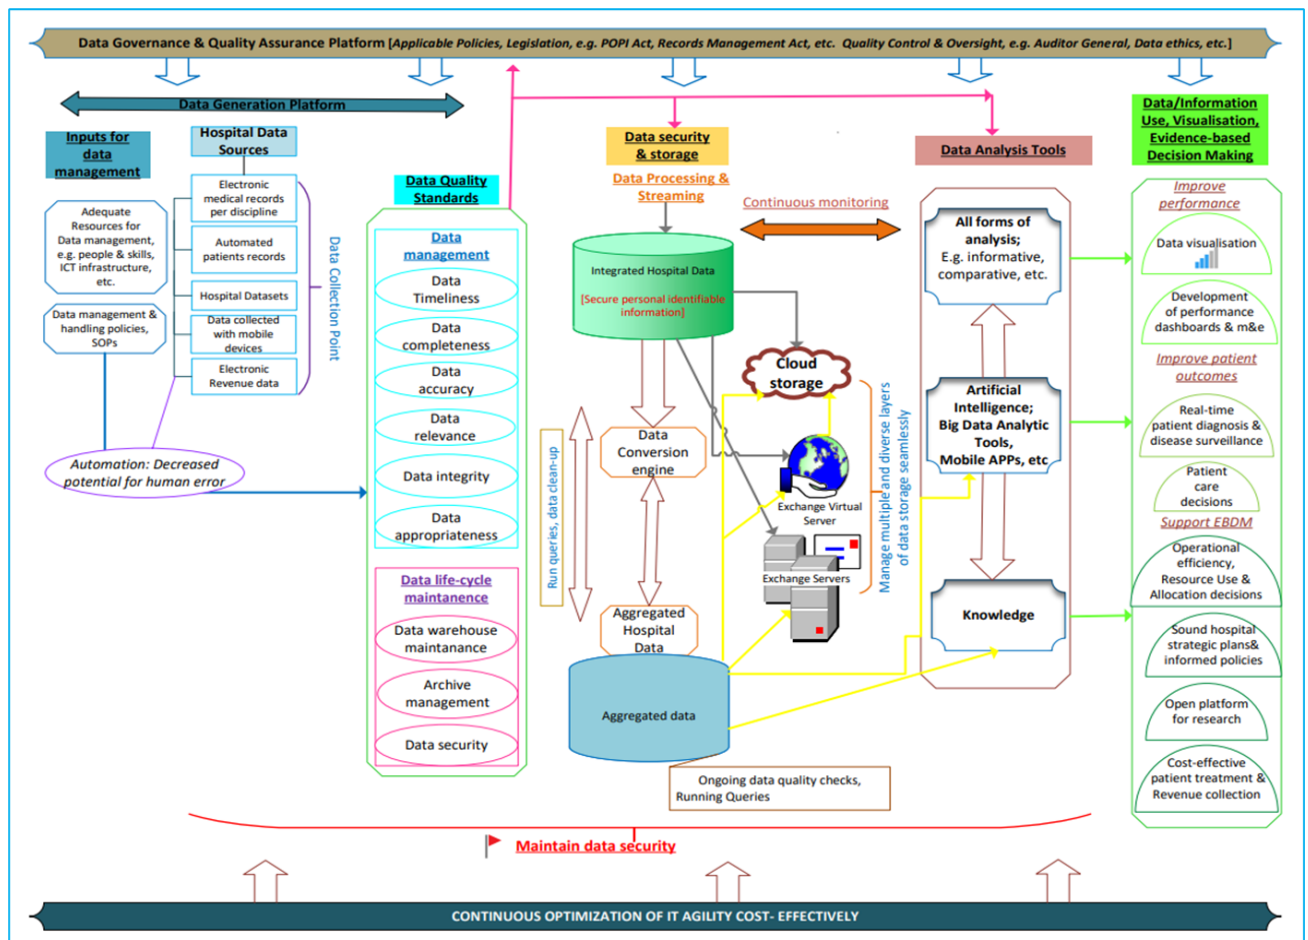 Data Governance & Quality Assurance Platform [Applicable Policies, Legislation, e.g. POPI Act, Records Management Act, etc. Quality Control & Oversight, e.g. Auditor General, Data ethics, etc.]
Data Generation Platform
Inputs for
data
management
Adequate
Resources for
Data management,
e.g. people & skills,
ICT infrastructure,
etc.
Data management &
handling policies,
SOPs
Hospital Data
Sources
Electronic
medical records
per discipline
Automated
patients records
Hospital Datasets
Data collected
with mobile
devices
Electronic
Revenue data
Data Collection Point
Automation: Decreased
potential for human error
Data Quality
Standards
Data
management
Data
Timeliness
Data
completeness
Data
accuracy
Data
relevance
Data integrity
Data
appropriateness
Data life-cycle
maintanence
Data warehouse
maintanance
Archive
management
Data security
Data security
& storage
Data Processing &
Streaming
Continuous monitoring
Integrated Hospital Data
[Secure personal identifiable
information]
Cloud
storage
Data
Conversion
engine
Run queries, data clean-up
Exchange Virtual
Server
Exchange Servers
Manage multiple and diverse layers
of data storage seamlessly
Aggregated
Hospital
Data
Aggregated data
Ongoing data quality checks,
Running Queries
Data Analysis Tools
All forms of
analysis;
E.g. informative,
comparative, etc.
Artificial
Intelligence;
Big Data Analytic
Tools,
Mobile APPs, etc
Knowledge
Data/Information
Use, Visualisation,
Evidence-based
Decision Making
Improve
performance
Data visualisation
Development
of performance
dashboards & m&e
Improve patient
outcomes
Real-time
patient diagnosis &
disease surveillance
Patient
care
decisions
Support EBDM
Operational
efficiency,
Resource Use &
Allocation decisions
Sound hospital
strategic plans&
informed policies
Open platform
for research
Cost-effective
patient treatment &
Revenue collection
Maintain data security
CONTINUOUS OPTIMIZATION OF IT AGILITY COST- EFFECTIVELY